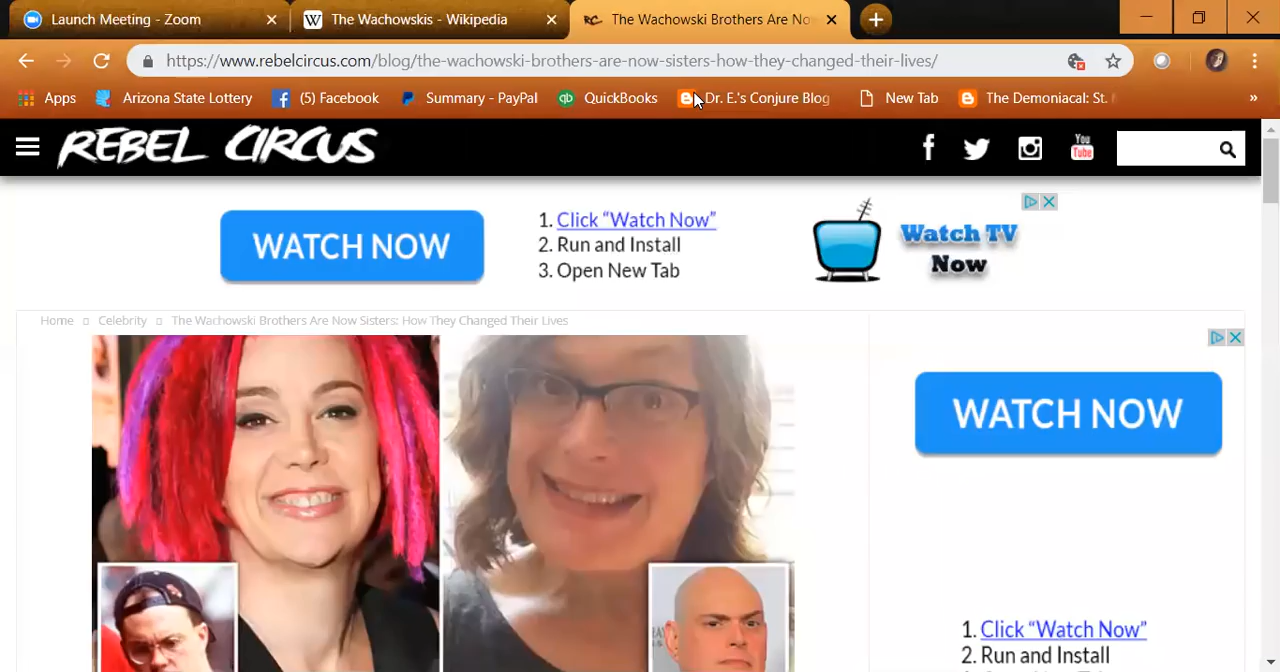 Launch Meeting - Zoom
The Wachowskis - Wikipedia
The Wachowski Brothers Are No
https://www.rebelcircus.com/blog/the-wachowski-brothers-are-now-sisters-how-they-changed-their-lives/
Apps
Arizona State Lottery
(5) Facebook
Summary - PayPal
QuickBooks
Dr. E.'s Conjure Blog
New Tab
The Demoniacal: St.
REBEL CIRCUS
You Tube
WATCH NOW
1. Click "Watch Now"
2. Run and Install
3. Open New Tab
Watch TV
Now
Home Celebrity The Wachowski Brothers Are Now Sisters: How They Changed Their Lives
WATCH NOW
1. Click "Watch Now"
2. Run and Install